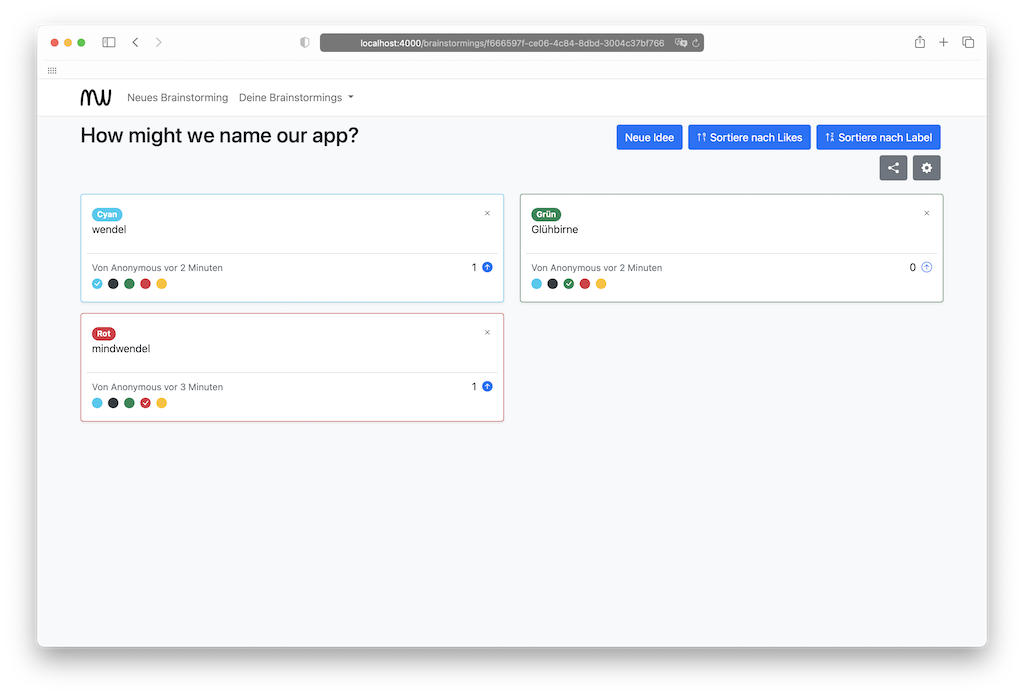 localhost:4000/brainstormings/f666597f-ce06-4c84-8dbd-3004c37bf766
MW Neues Brainstorming Deine Brainstormings
How might we name our app?
Neue Idee Sortiere nach Likes Sortiere nach Label
Cyan
wendel
Von Anonymous vor 2 Minuten 1
Grün
Glühbirne
Von Anonymous vor 2 Minuten 0
Rot
mindwendel
Von Anonymous vor 3 Minuten 1